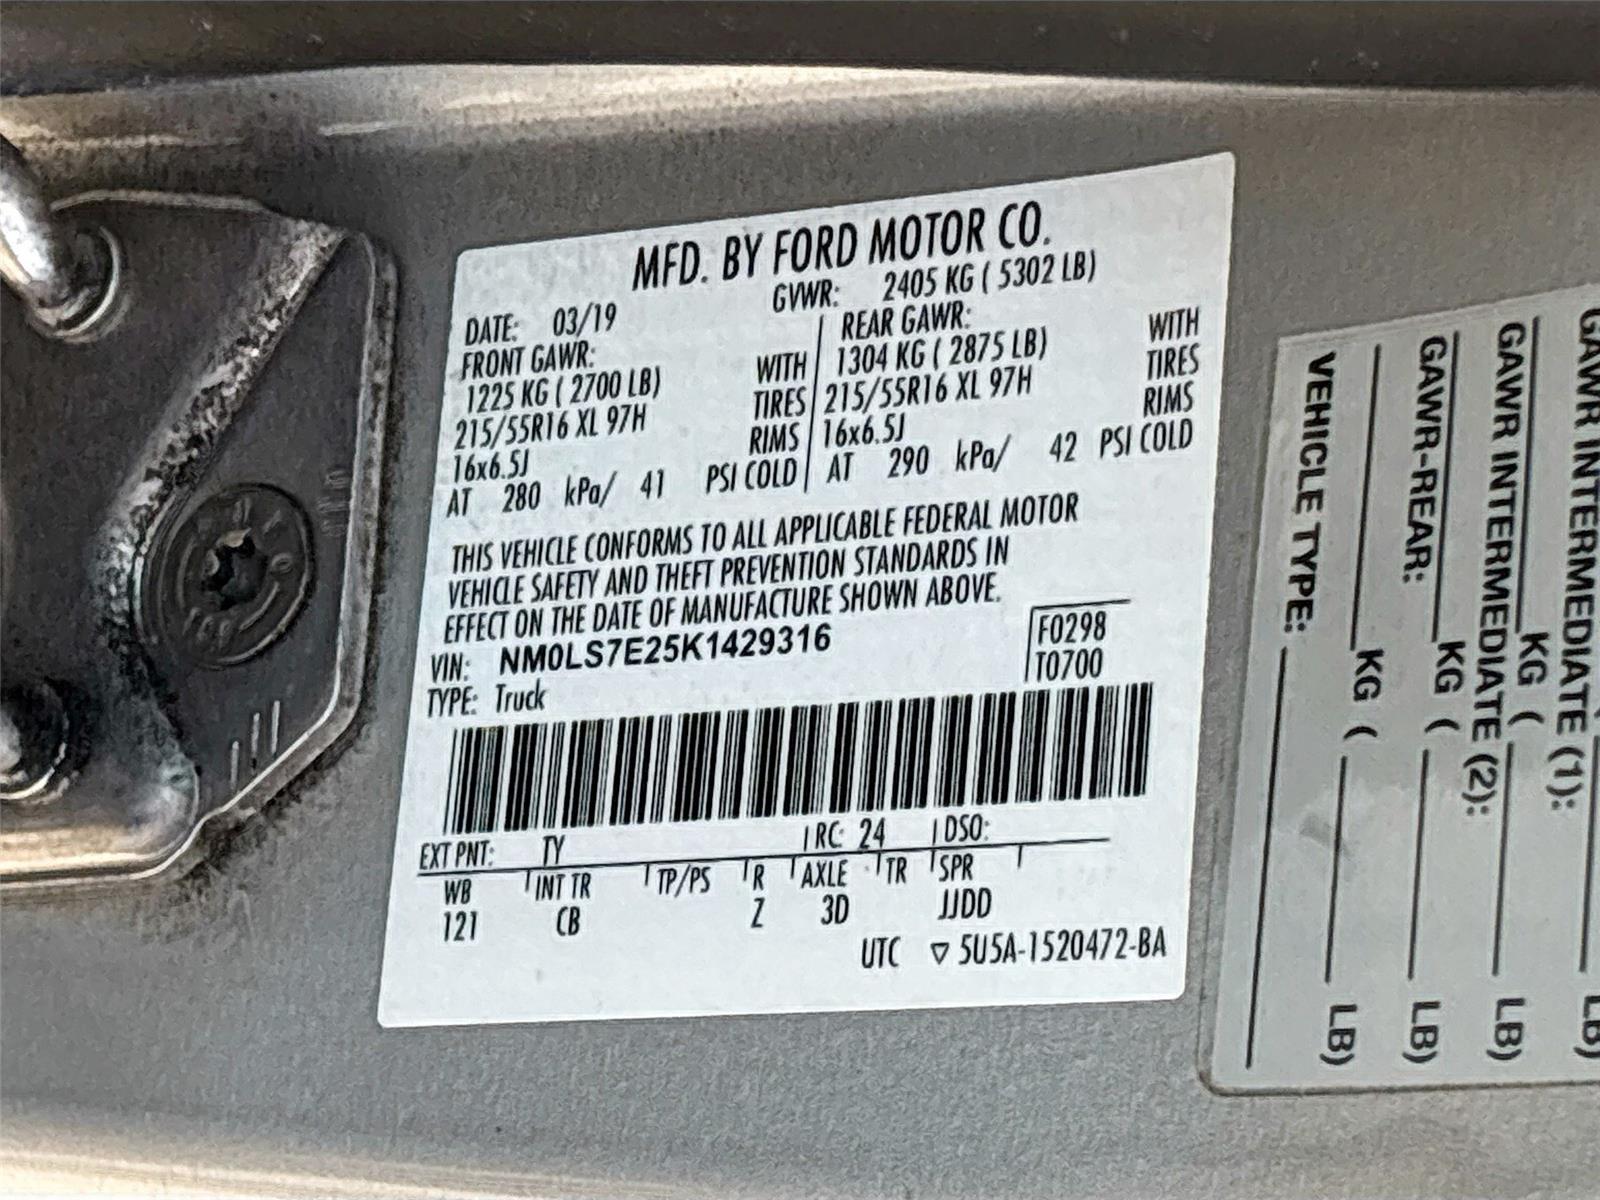 MFD. BY FORD MOTOR CO.
DATE: 03/19 GVWR: 2405 KG ( 5302 LB)
FRONT GAWR: REAR GAWR:
1225 KG ( 2700 LB) WITH 1304 KG ( 2875 LB) WITH
215/55R16 XL 97H TIRES 215/55R16 XL 97H TIRES
16x6.5J RIMS 16x6.5J RIMS
AT 280 kPa/ 41 PSI COLD AT 290 kPa/ 42 PSI COLD
THIS VEHICLE CONFORMS TO ALL APPLICABLE FEDERAL MOTOR
VEHICLE SAFETY AND THEFT PREVENTION STANDARDS IN
EFFECT ON THE DATE OF MANUFACTURE SHOWN ABOVE.
VIN: NM0LS7E25K1429316 F0298
TYPE: Truck T0700
EXT PNT: TY RC: 24 DSO:
WB INT TR TP/PS R AXLE TR SPR
121 CB Z 3D JJDD
UTC ▽ 5U5A-1520472-BA
GAWR INTERMEDIATE (1):
KG ( LB)
GAWR INTERMEDIATE (2):
KG ( LB)
GAWR-REAR:
KG ( LB)
KG ( LB)
VEHICLE TYPE: